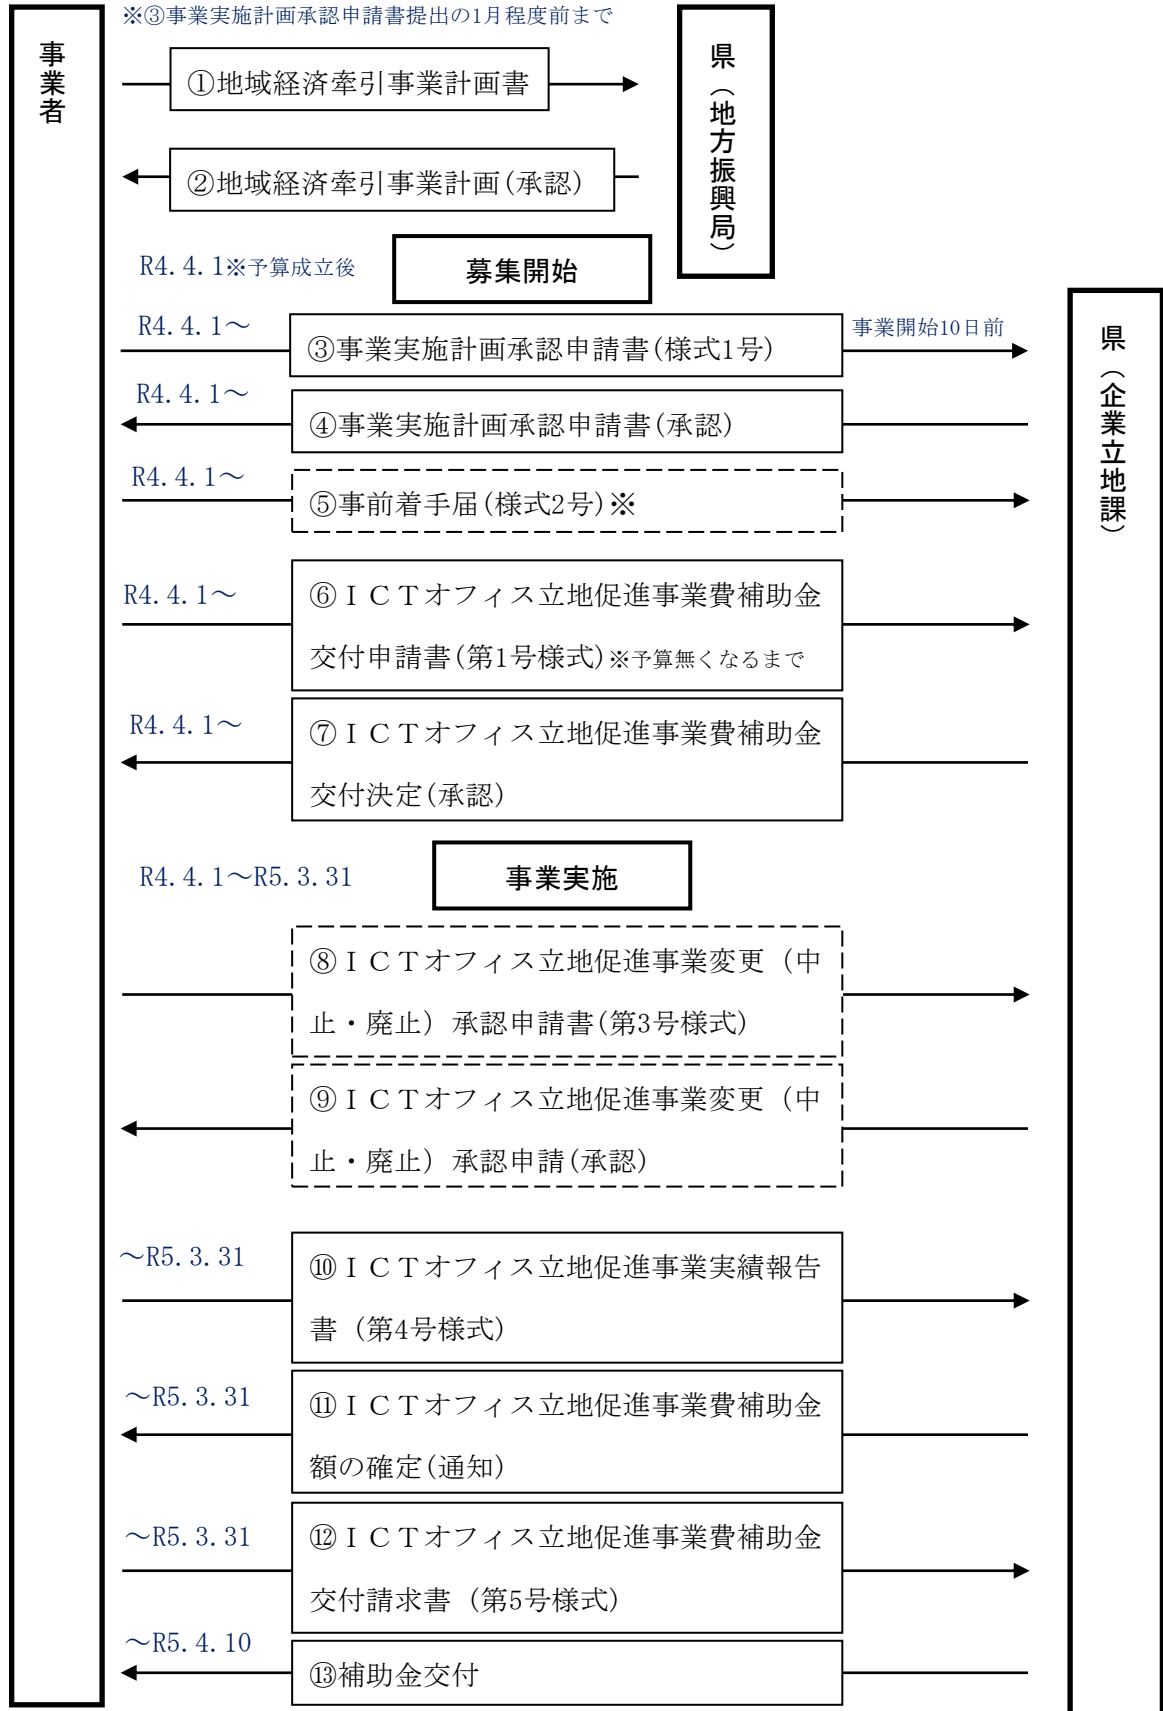 ※③事業実施計画承認申請書提出の1月程度前まで
事業者
県（地方振興局）
①地域経済牽引事業計画書
②地域経済牽引事業計画(承認)
R4.4.1※予算成立後
募集開始
県（企業立地課）
R4.4.1～
③事業実施計画承認申請書(様式1号)
事業開始10日前
R4.4.1～
④事業実施計画承認申請書(承認)
R4.4.1～
⑤事前着手届(様式2号)※
R4.4.1～
⑥ＩＣＴオフィス立地促進事業費補助金
交付申請書(第1号様式)※予算無くなるまで
R4.4.1～
⑦ＩＣＴオフィス立地促進事業費補助金
交付決定(承認)
R4.4.1～R5.3.31
事業実施
⑧ＩＣＴオフィス立地促進事業変更（中
止・廃止）承認申請書(第3号様式)
⑨ＩＣＴオフィス立地促進事業変更（中
止・廃止）承認申請(承認)
～R5.3.31
⑩ＩＣＴオフィス立地促進事業実績報告
書（第4号様式)
～R5.3.31
⑪ＩＣＴオフィス立地促進事業費補助金
額の確定(通知)
～R5.3.31
⑫ＩＣＴオフィス立地促進事業費補助金
交付請求書（第5号様式)
～R5.4.10
⑬補助金交付